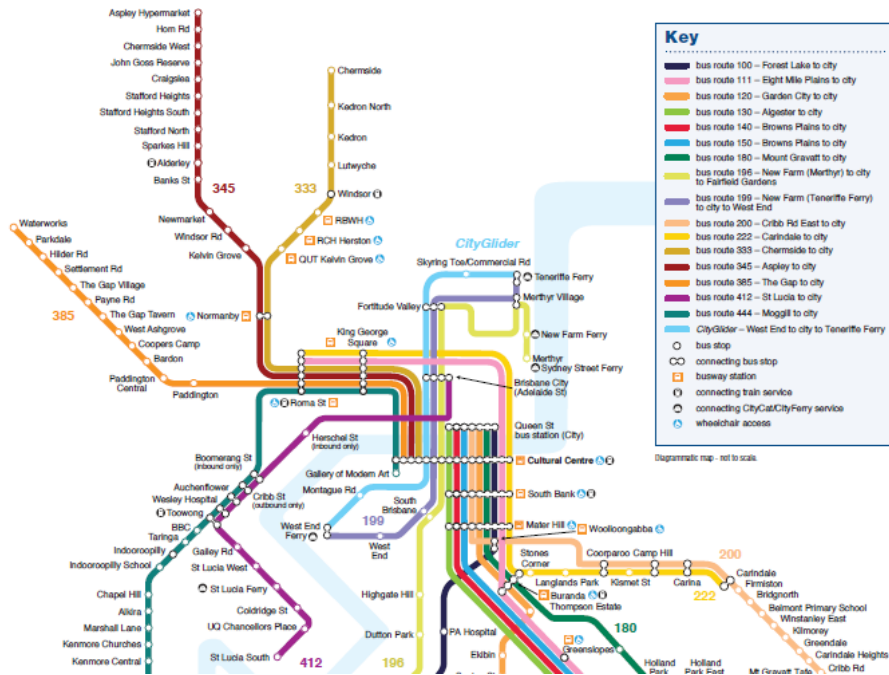 Aspley Hypermarket
Horn Rd
Chermside West
John Goss Reserve
Craigslea
Stafford Heights
Stafford Heights South
Stafford North
Sparkes Hill
Alderley
Banks St
345
Newmarket
Windsor Rd
Kelvin Grove
Chermside
Kedron North
Kedron
Lutwyche
Windsor
333
RBWH
RCH Herston
QUT Kelvin Grove
Normanby
Waterworks
Parkdale
Hilder Rd
Settlement Rd
The Gap Village
Payne Rd
The Gap Tavern
West Ashgrove
Coopers Camp
Bardon
385
Paddington
Central
Paddington
King George
Square
Roma St
CityGlider
Skyring Tce/Commercial Rd
Teneriffe Ferry
Merthyr Village
Fortitude Valley
New Farm Ferry
Merthyr
Sydney Street Ferry
Brisbane City
(Adelaide St)
Queen St
bus station (City)
Cultural Centre
South Bank
Mater Hill
Woolloongabba
Herschel St
(inbound only)
Boomerang St
(inbound only)
Gallery of Modern Art
Montague Rd
Auchenflower
Wesley Hospital
Cribb St
(outbound only)
Toowong
BBC
Taringa
Indooroopilly
Indooroopilly School
Chapel Hill
Alkira
Marshall Lane
Kenmore Churches
Kenmore Central
Gailey Rd
St Lucia West
St Lucia Ferry
Coldridge St
UQ Chancellors Place
St Lucia South
412
West End
Ferry
199
West
End
South
Brisbane
Highgate Hill
Dutton Park
196
PA Hospital
Ekibin
Stones
Corner
Langlands Park
Coorparoo Camp Hill
Kismet St
Carina
222
200
Buranda
Thompson Estate
180
Greenslopes
Holland
Holland
Park East
Carindale
Firmiston
Bridgnorth
Belmont Primary School
Winstanley East
Kilmorey
Greendale
Carindale Heights
Cribb Rd
Mt Gravatt Tate
Key
bus route 100 – Forest Lake to city
bus route 111 – Eight Mile Plains to city
bus route 120 – Garden City to city
bus route 130 – Algester to city
bus route 140 – Browns Plains to city
bus route 150 – Browns Plains to city
bus route 180 – Mount Gravatt to city
bus route 196 – New Farm (Merthyr) to city
to Fairfield Gardens
bus route 199 – New Farm (Teneriffe Ferry)
to city to West End
bus route 200 – Cribb Rd East to city
bus route 222 – Carindale to city
bus route 333 – Chermside to city
bus route 345 – Aspley to city
bus route 385 – The Gap to city
bus route 412 – St Lucia to city
bus route 444 – Moggill to city
CityGlider – West End to city to Teneriffe Ferry
bus stop
connecting bus stop
busway station
connecting train service
connecting CityCat/CityFerry service
wheelchair access
Diagrammatic map - not to scale.